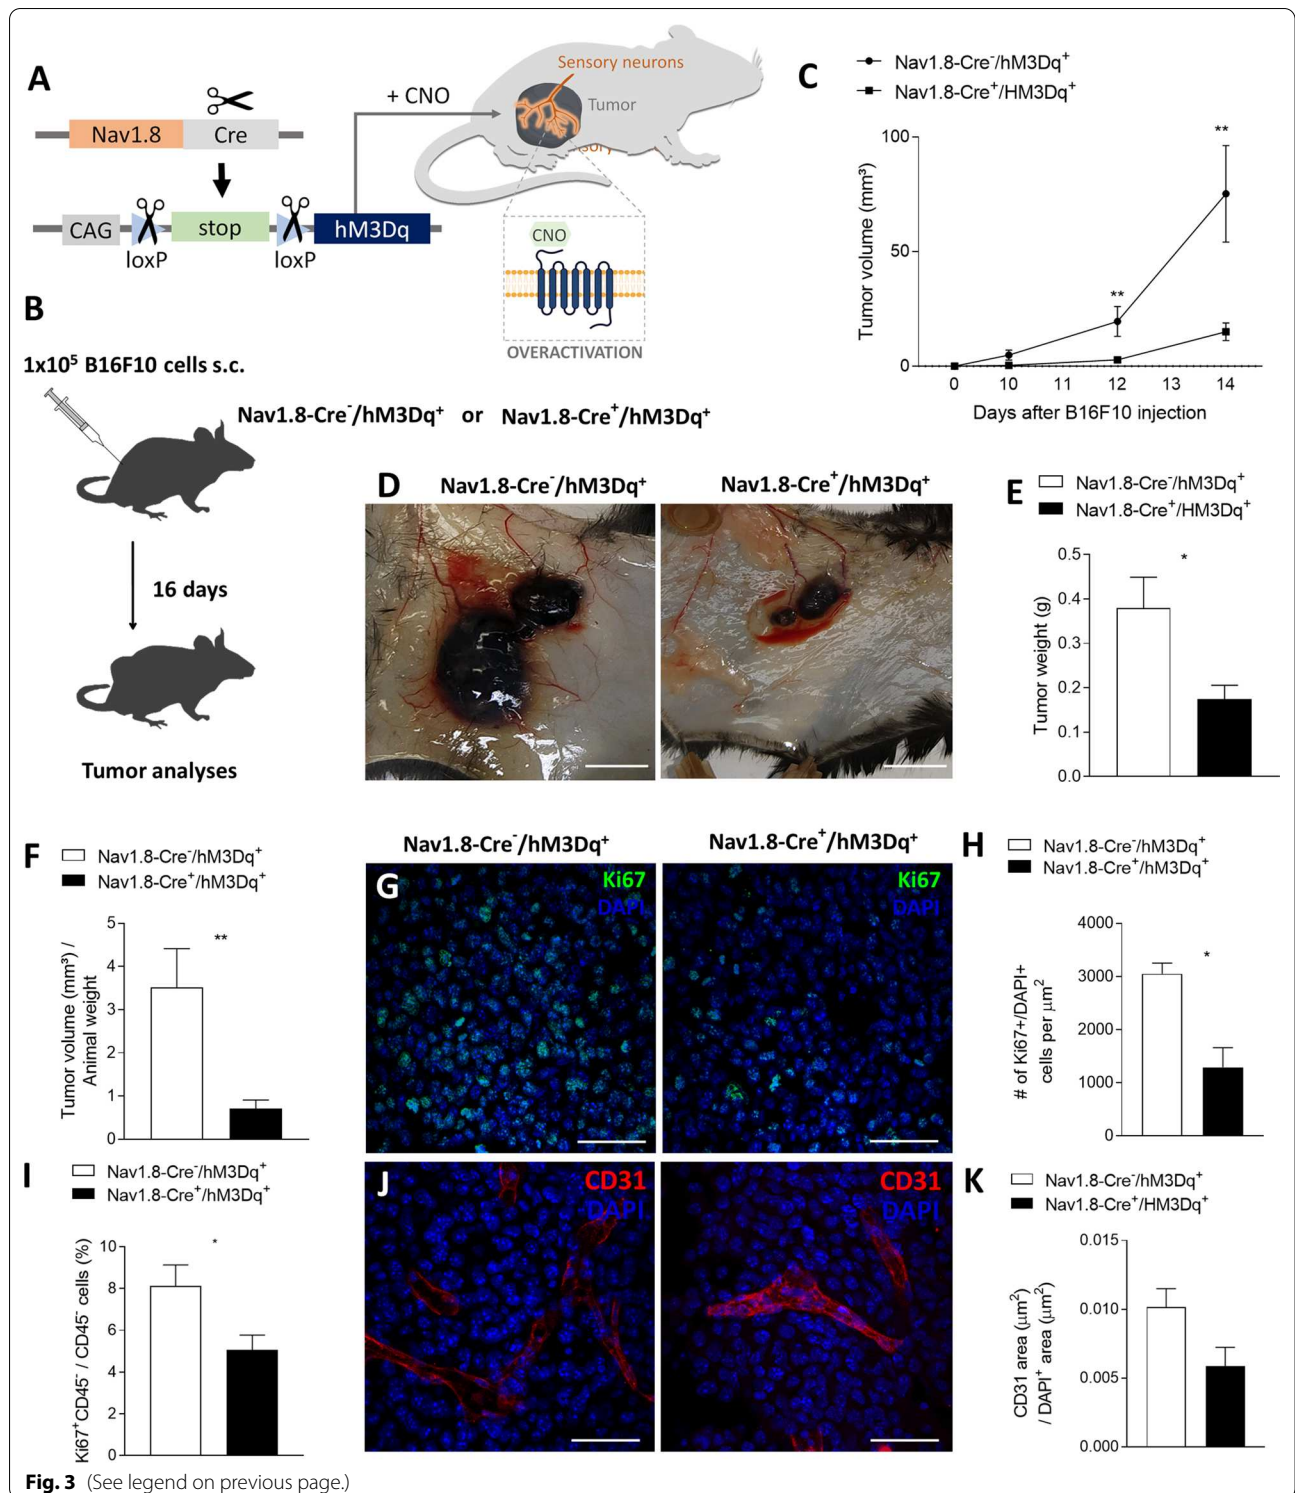 A
Nav1.8 Cre
CAG stop hM3Dq
loxP loxP
+ CNO
Sensory neurons
Tumor
CNO
OVERACTIVATION
B
1x10⁵ B16F10 cells s.c.
Nav1.8-Cre⁻/hM3Dq⁺ or Nav1.8-Cre⁺/hM3Dq⁺
16 days
Tumor analyses
C
Nav1.8-Cre⁻/hM3Dq⁺
Nav1.8-Cre⁺/HM3Dq⁺
Tumor volume (mm³)
100
50
0
**
**
0 10 11 12 13 14
Days after B16F10 injection
D
Nav1.8-Cre⁻/hM3Dq⁺ Nav1.8-Cre⁺/hM3Dq⁺
E
Nav1.8-Cre⁻/hM3Dq⁺
Nav1.8-Cre⁺/HM3Dq⁺
Tumor weight (g)
0.5
0.4
0.3
0.2
0.1
0.0
*
F
Nav1.8-Cre⁻/hM3Dq⁺
Nav1.8-Cre⁺/hM3Dq⁺
Tumor volume (mm³) /
Animal weight
5
4
3
2
1
0
**
Nav1.8-Cre⁻/hM3Dq⁺ Nav1.8-Cre⁺/hM3Dq⁺
G
Ki67
DAPI
Ki67
DAPI
H
Nav1.8-Cre⁻/hM3Dq⁺
Nav1.8-Cre⁺/hM3Dq⁺
# of Ki67+/DAPI+
cells per μm²
4000
3000
2000
1000
0
*
I
Nav1.8-Cre⁻/hM3Dq⁺
Nav1.8-Cre⁺/hM3Dq⁺
Ki67⁺CD45⁻ / CD45⁻ cells (%)
10
8
6
4
2
0
*
J
CD31
DAPI
CD31
DAPI
K
Nav1.8-Cre⁻/hM3Dq⁺
Nav1.8-Cre⁺/HM3Dq⁺
CD31 area (μm²)
/ DAPI⁺ area (μm²)
0.015
0.010
0.005
0.000
Fig. 3 (See legend on previous page.)